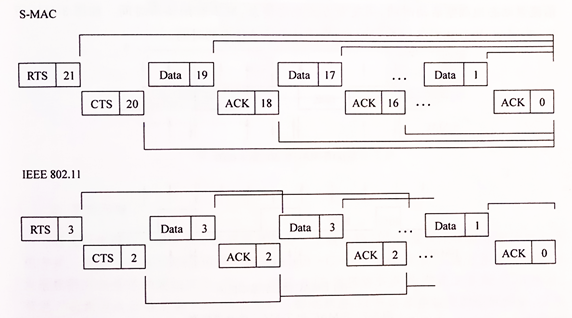 S-MAC
RTS 21 Data 19 Data 17 ... Data 1
CTS 20 ACK 18 ACK 16 ... ACK 0
IEEE 802.11
RTS 3 Data 3 Data 3 ... Data 1
CTS 2 ACK 2 ACK 2 ... ACK 0